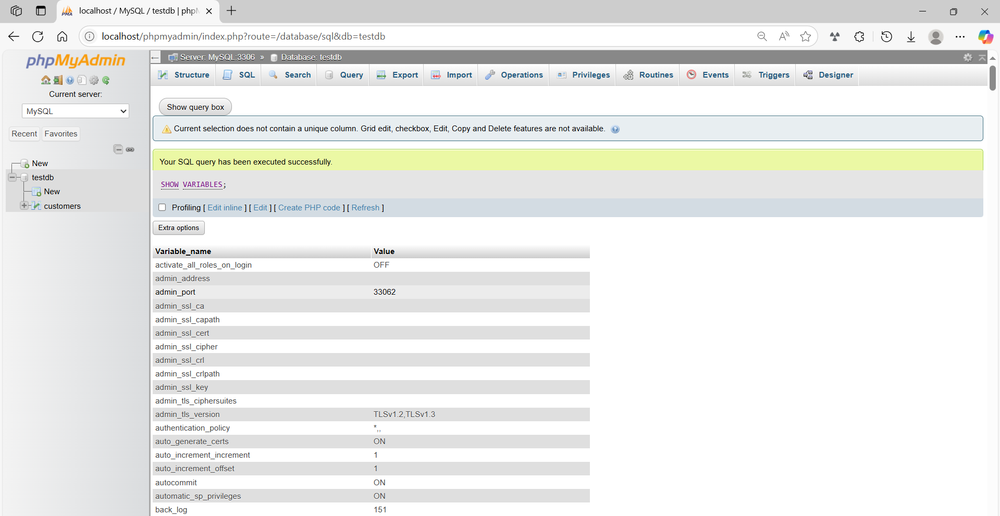 localhost / MySQL / testdb | phpM
localhost/phpmyadmin/index.php?route=/database/sql&db=testdb
phpMyAdmin
Current server:
MySQL
Recent Favorites
New
testdb
New
customers
Server: MySQL:3306 » Database: testdb
Structure SQL Search Query Export Import Operations Privileges Routines Events Triggers Designer
Show query box
Current selection does not contain a unique column. Grid edit, checkbox, Edit, Copy and Delete features are not available.
Your SQL query has been executed successfully.
SHOW VARIABLES;
Profiling [ Edit inline ] [ Edit ] [ Create PHP code ] [ Refresh ]
Extra options
Variable_name Value
activate_all_roles_on_login OFF
admin_address
admin_port 33062
admin_ssl_ca
admin_ssl_capath
admin_ssl_cert
admin_ssl_cipher
admin_ssl_crl
admin_ssl_crlpath
admin_ssl_key
admin_tls_ciphersuites
admin_tls_version TLSv1.2,TLSv1.3
authentication_policy *,,
auto_generate_certs ON
auto_increment_increment 1
auto_increment_offset 1
autocommit ON
automatic_sp_privileges ON
back_log 151